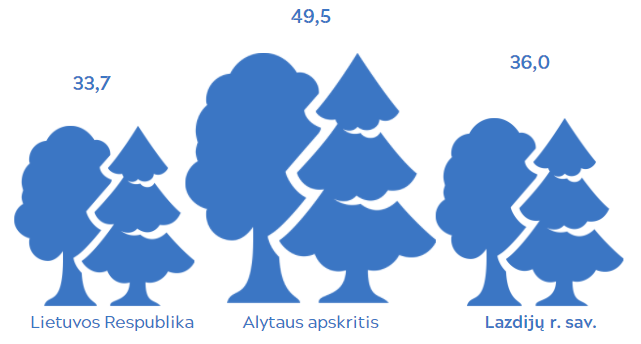 49,5
36,0
33,7
Lietuvos Respublika
Alytaus apskritis
Lazdijų r. sav.